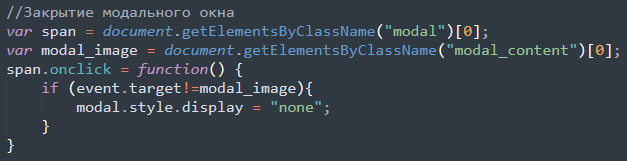 //Закрытие модального окна
var span = document.getElementsByClassName("modal")[0];
var modal_image = document.getElementsByClassName("modal_content")[0];
span.onclick = function() {
    if (event.target!=modal_image){
        modal.style.display = "none";
    }
}